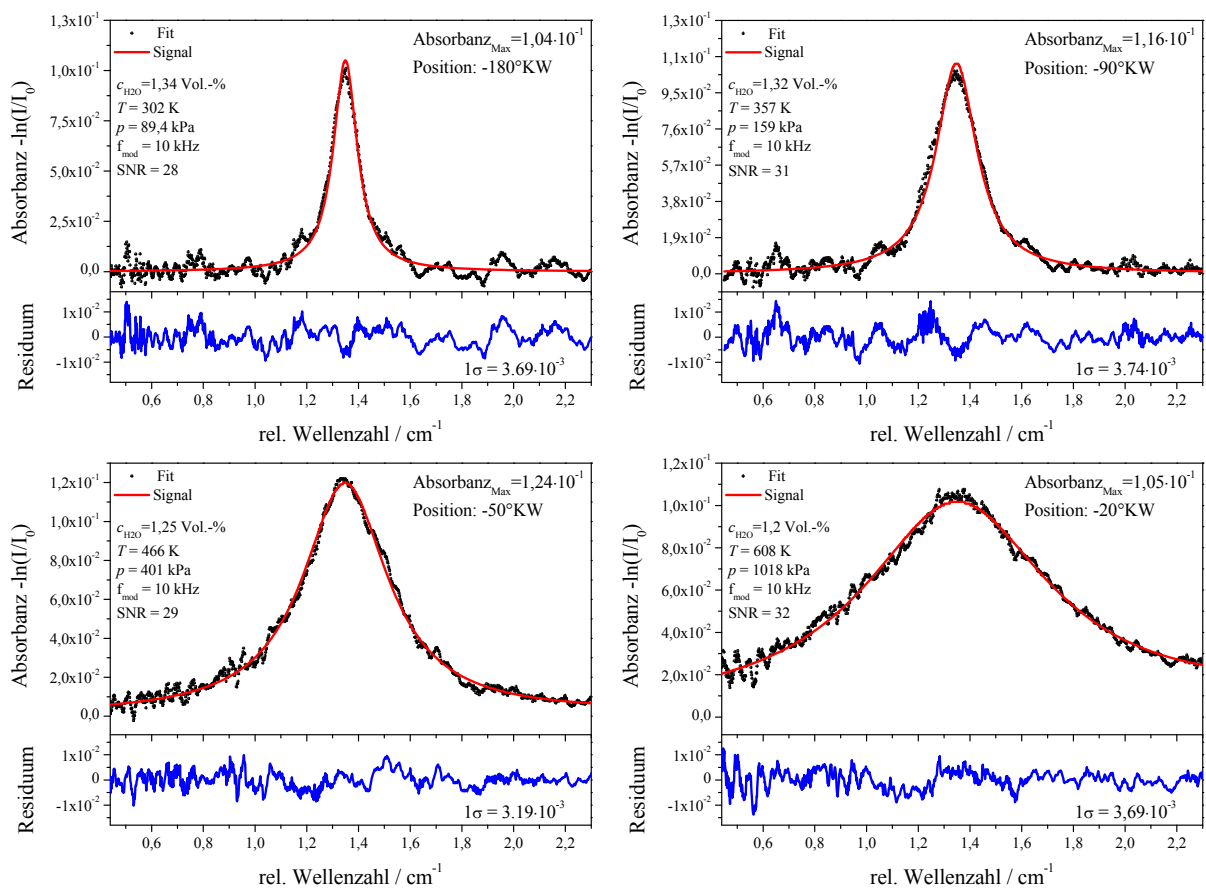 1,3x10⁻¹
1,0x10⁻¹
7,5x10⁻²
5,0x10⁻²
2,5x10⁻²
0,0
Absorbanz -ln(I/I₀)
Fit
Signal
c_H2O=1,34 Vol.-%
T = 302 K
p = 89,4 kPa
f_mod = 10 kHz
SNR = 28
Absorbanz_Max=1,04·10⁻¹
Position: -180°KW
1x10⁻²
0
-1x10⁻²
Residuum
1σ = 3.69·10⁻³
0,6 0,8 1,0 1,2 1,4 1,6 1,8 2,0 2,2
rel. Wellenzahl / cm⁻¹
1,3x10⁻¹
1,2x10⁻¹
9,6x10⁻²
7,6x10⁻²
5,7x10⁻²
3,8x10⁻²
1,9x10⁻²
0,0
Absorbanz -ln(I/I₀)
Fit
Signal
c_H2O=1,32 Vol.-%
T = 357 K
p = 159 kPa
f_mod = 10 kHz
SNR = 31
Absorbanz_Max=1,16·10⁻¹
Position: -90°KW
1x10⁻²
0
-1x10⁻²
Residuum
1σ = 3.74·10⁻³
0,6 0,8 1,0 1,2 1,4 1,6 1,8 2,0 2,2
rel. Wellenzahl / cm⁻¹
1,2x10⁻¹
1,0x10⁻¹
8,0x10⁻²
6,0x10⁻²
4,0x10⁻²
2,0x10⁻²
0,0
Absorbanz -ln(I/I₀)
Fit
Signal
c_H2O=1,25 Vol.-%
T = 466 K
p = 401 kPa
f_mod = 10 kHz
SNR = 29
Absorbanz_Max=1,24·10⁻¹
Position: -50°KW
1x10⁻²
0
-1x10⁻²
Residuum
1σ = 3.19·10⁻³
0,6 0,8 1,0 1,2 1,4 1,6 1,8 2,0 2,2
rel. Wellenzahl / cm⁻¹
1,2x10⁻¹
1,0x10⁻¹
8,0x10⁻²
6,0x10⁻²
4,0x10⁻²
2,0x10⁻²
0,0
Absorbanz -ln(I/I₀)
Fit
Signal
c_H2O=1,2 Vol.-%
T = 608 K
p = 1018 kPa
f_mod = 10 kHz
SNR = 32
Absorbanz_Max=1,05·10⁻¹
Position: -20°KW
1x10⁻²
0
-1x10⁻²
Residuum
1σ = 3,69·10⁻³
0,6 0,8 1,0 1,2 1,4 1,6 1,8 2,0 2,2
rel. Wellenzahl / cm⁻¹